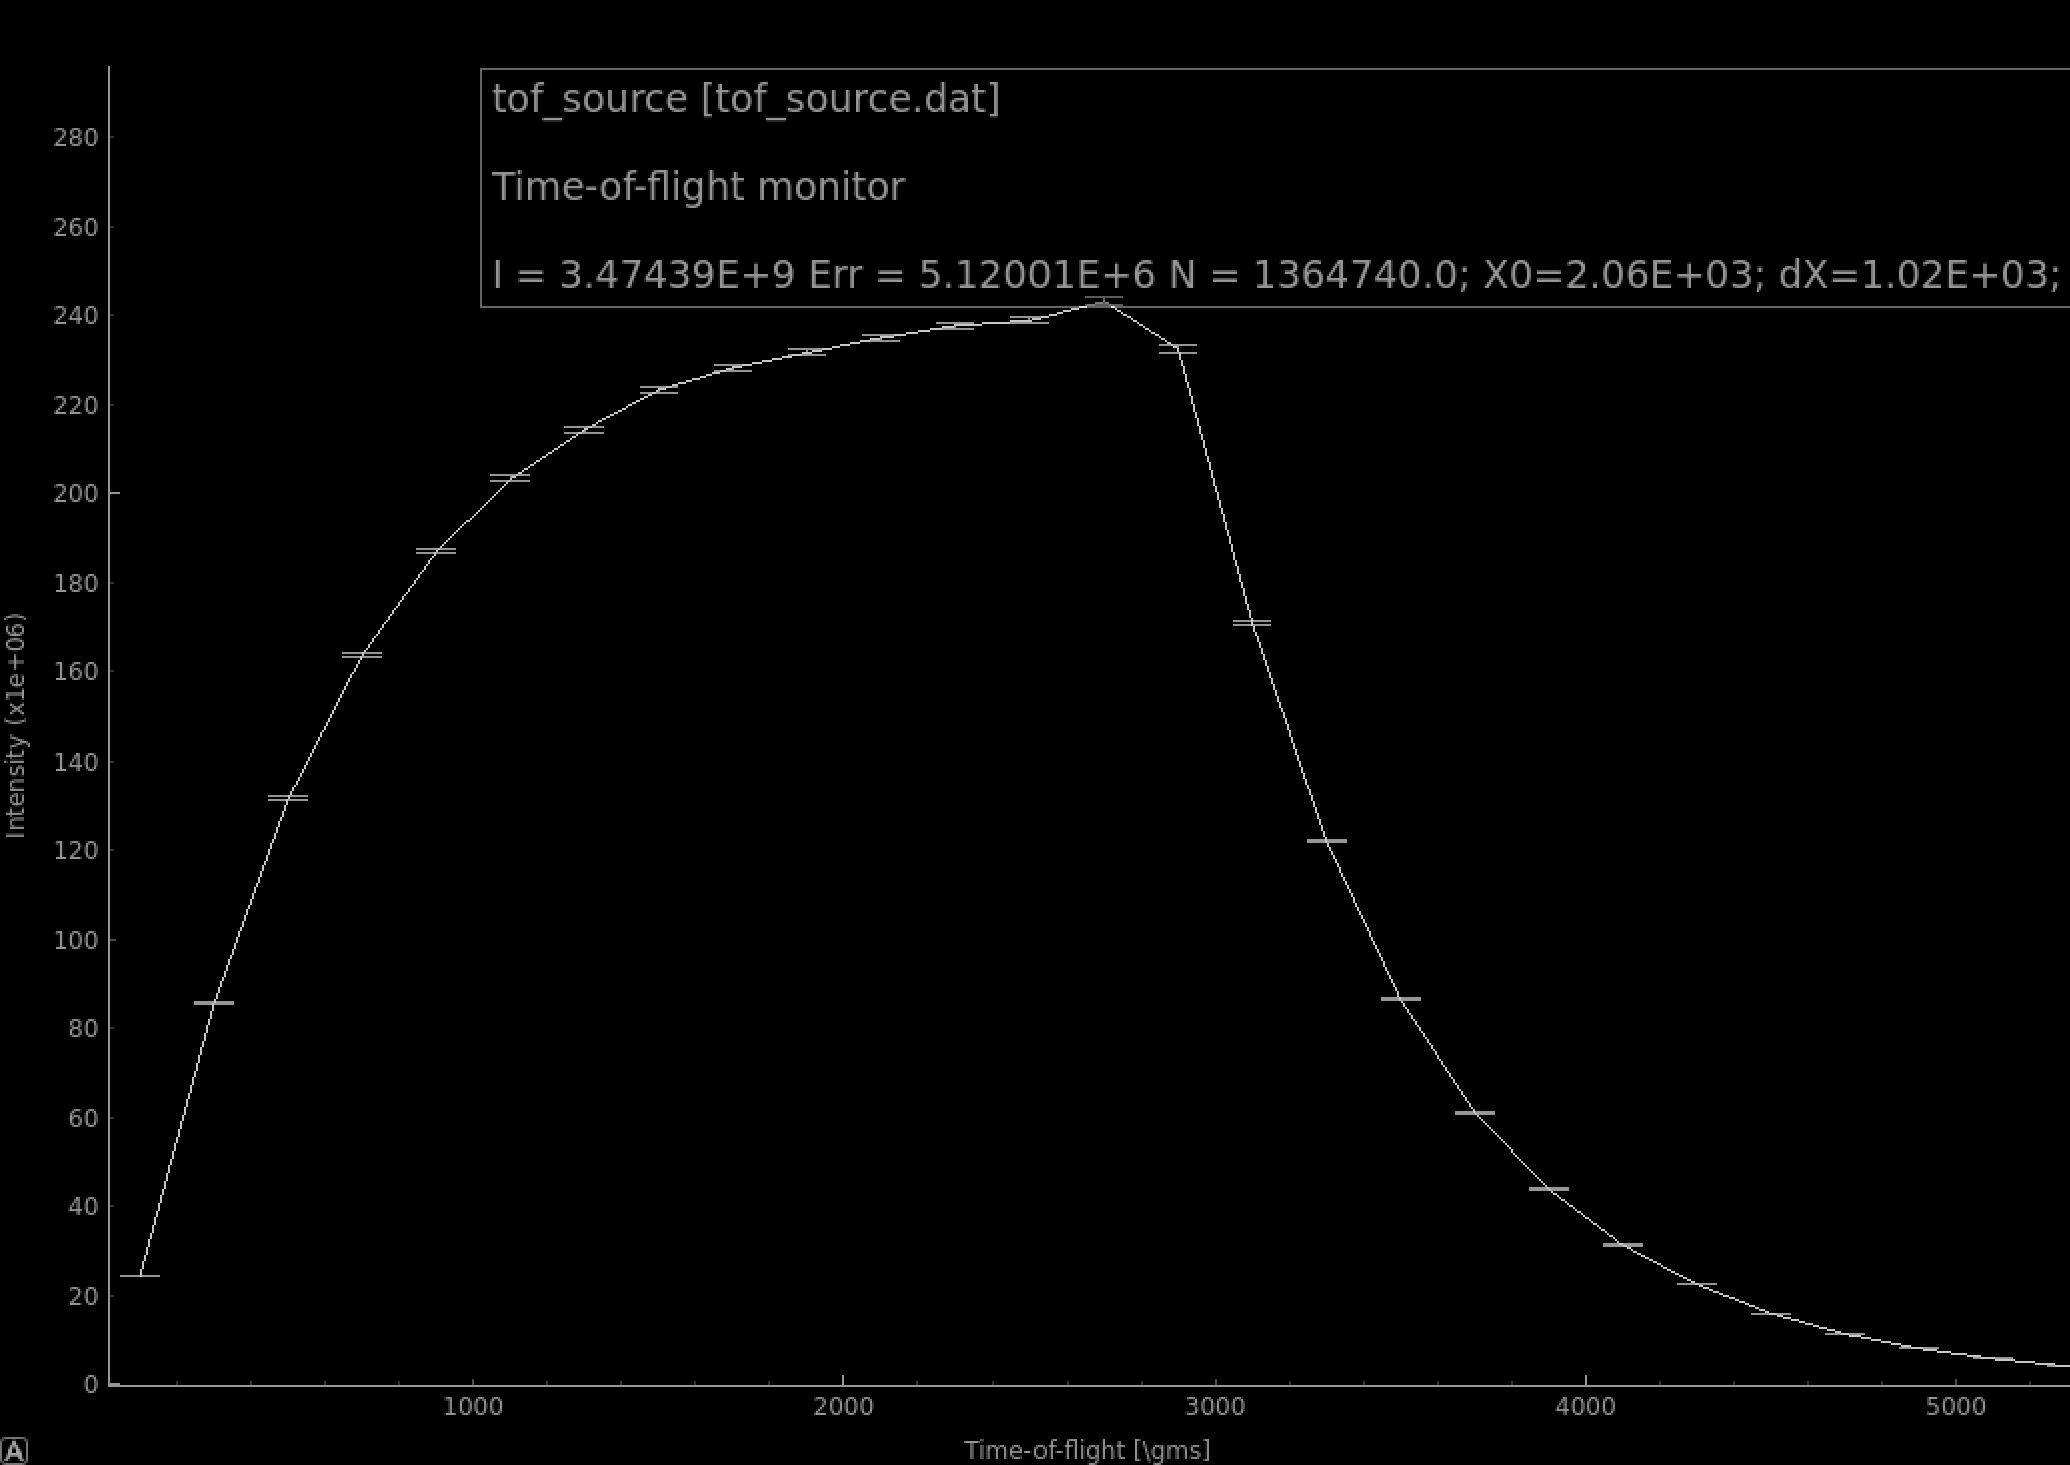 tof_source [tof_source.dat]
Time-of-flight monitor
I = 3.47439E+9 Err = 5.12001E+6 N = 1364740.0; X0=2.06E+03; dX=1.02E+03;
280
260
240
220
200
180
160
140
120
100
80
60
40
20
0
Intensity (x1e+06)
1000 2000 3000 4000 5000
Time-of-flight [\gms]
A